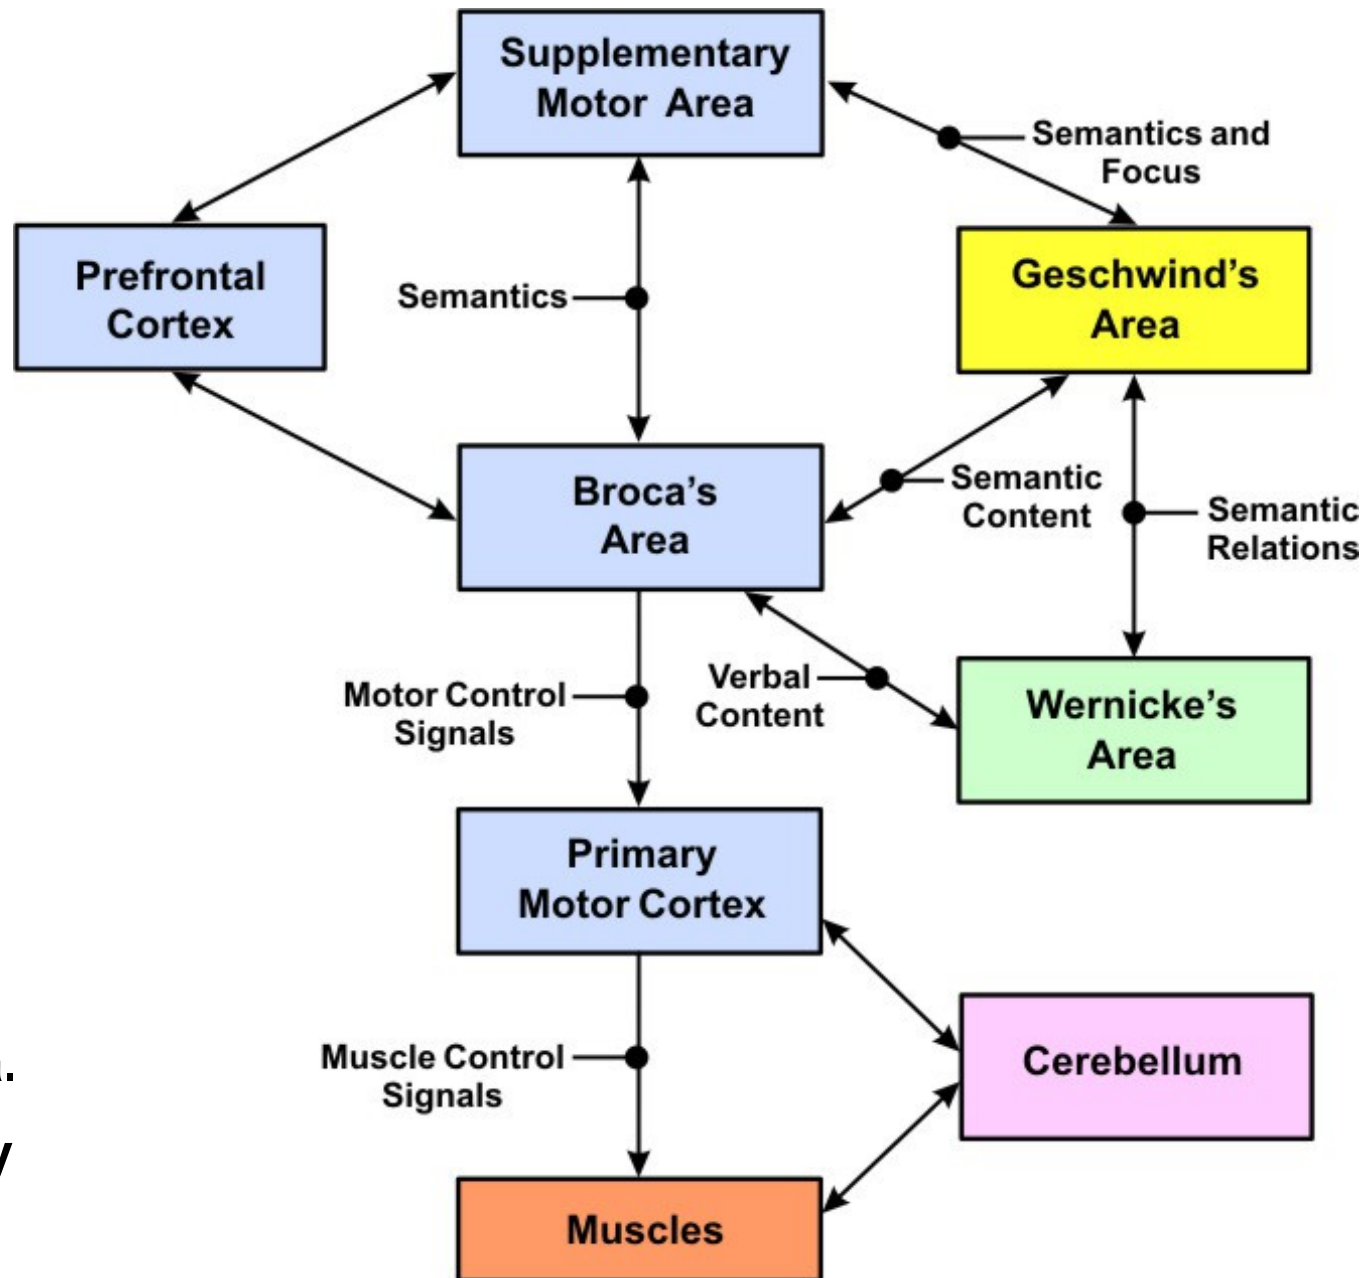 Supplementary
Motor Area
Semantics and
Focus
Prefrontal
Cortex
Semantics
Geschwind’s
Area
Broca’s
Area
Semantic
Content
Semantic
Relations
Motor Control
Signals
Verbal
Content
Wernicke’s
Area
Primary
Motor Cortex
Muscle Control
Signals
Cerebellum
Muscles